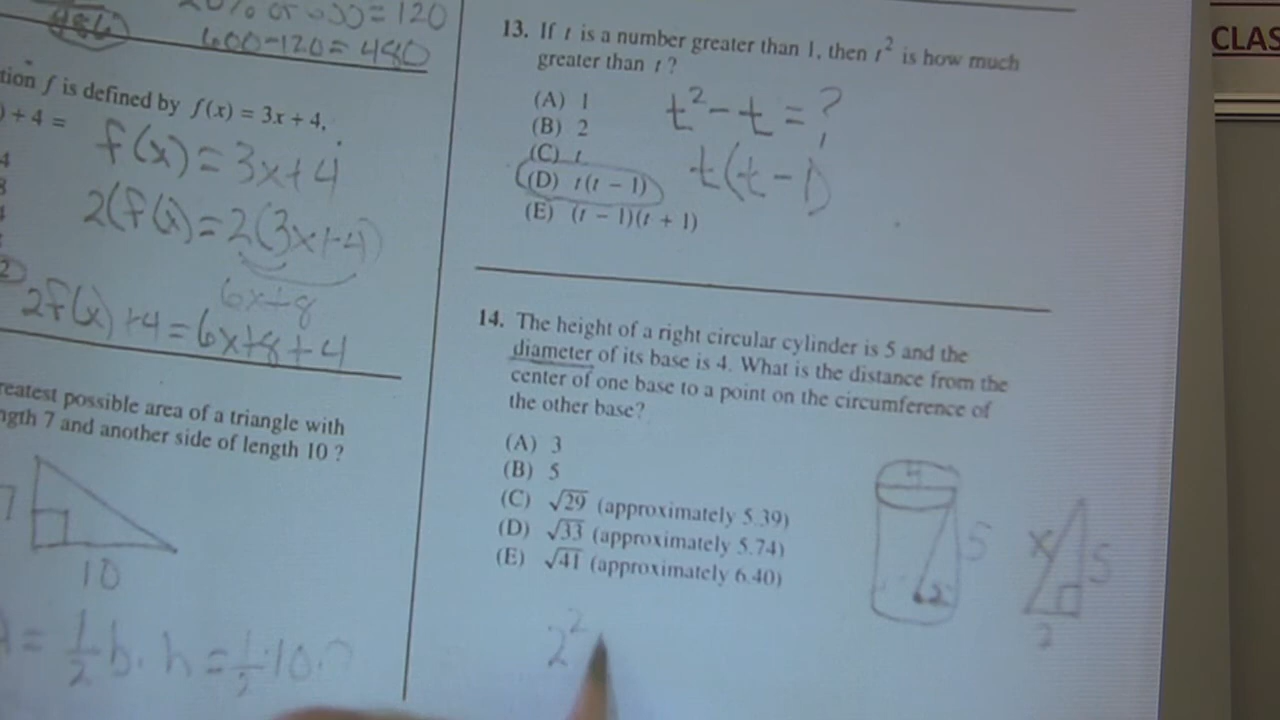 = 120
600-120=480
tion f is defined by f(x) = 3x + 4,
) + 4 =
f(x) = 3x+4
2(f(x) = 2(3x+4)
6x+8
2f(x) +4 = 6x+8+4
reatest possible area of a triangle with
ngth 7 and another side of length 10 ?
7
10
A = 1/2 b. h = 1/2 .10.
13. If t is a number greater than 1, then t² is how much
greater than t ?
(A) 1
(B) 2
(C) t
(D) t(t − 1)
(E) (t − 1)(t + 1)
t² − t = ?
t(t − 1)
14. The height of a right circular cylinder is 5 and the
diameter of its base is 4. What is the distance from the
center of one base to a point on the circumference of
the other base?
(A) 3
(B) 5
(C) √29 (approximately 5.39)
(D) √33 (approximately 5.74)
(E) √41 (approximately 6.40)
4
5
2
x
5
2
2²
CLAS